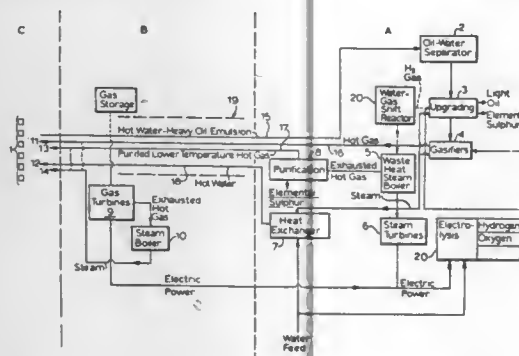 C
B
A
2
Oil-Water
Separator
H₂
Gas
3
Light
Oil
Upgrading
Elemental
Sulphur
20
Water-
Gas
Shift
Reactor
4
Gasifiers
Gas
Storage
19
15
17
Hot Water-Heavy Oil Emulsion
Hot Gas
16
Purified Lower Temperature Hot Gas
8
Purification
Exhausted
Hot Gas
5
Waste
Heat
Steam
Boiler
18
Hot Water
Elemental
Sulphur
Steam
1
11
13
12
14
Gas
Turbines
9
Exhausted
Hot
Gas
Steam
Boiler
10
Heat
Exchanger
7
6
Steam
Turbines
Electro-
lysis
20
Hydrogen
Oxygen
Steam
Electric
Power
Electric
Power
Water
Feed